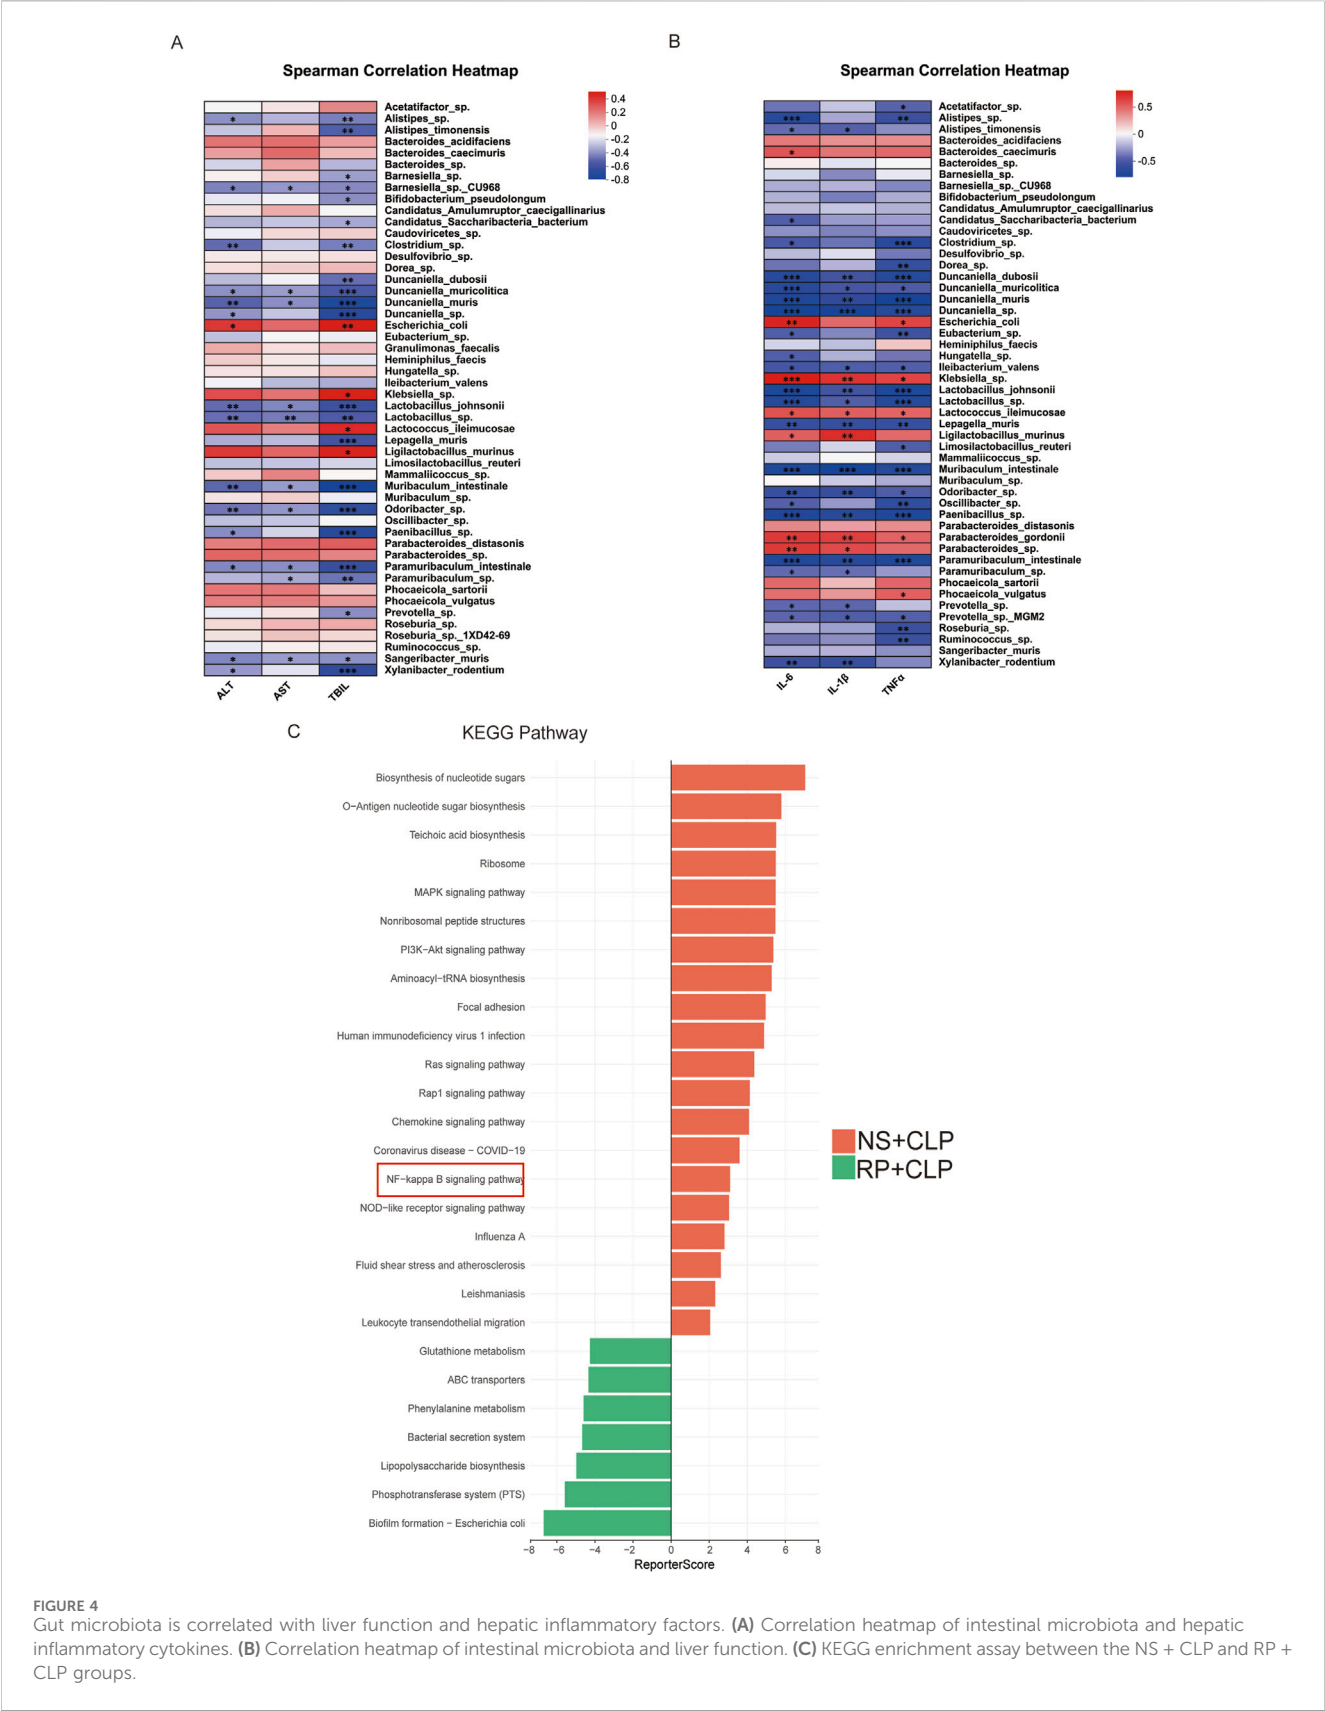 A
Spearman Correlation Heatmap
0.4
0.2
0
-0.2
-0.4
-0.6
-0.8
Acetatifactor_sp.
* ** Alistipes_sp.
** Alistipes_timonensis
Bacteroides_acidifaciens
Bacteroides_caecimuris
Bacteroides_sp.
* Barnesiella_sp.
* * * Barnesiella_sp._CU968
* Bifidobacterium_pseudolongum
Candidatus_Amulumruptor_caecigallinarius
* Candidatus_Saccharibacteria_bacterium
Caudoviricetes_sp.
** ** Clostridium_sp.
Desulfovibrio_sp.
Dorea_sp.
** Duncaniella_dubosii
* * *** Duncaniella_muricolitica
** * *** Duncaniella_muris
* *** Duncaniella_sp.
* ** Escherichia_coli
Eubacterium_sp.
Granulimonas_faecalis
Heminiphilus_faecis
Hungatella_sp.
Ileibacterium_valens
* Klebsiella_sp.
** * *** Lactobacillus_johnsonii
** ** ** Lactobacillus_sp.
* Lactococcus_ileimucosae
*** Lepagella_muris
* Ligilactobacillus_murinus
Limosilactobacillus_reuteri
Mammaliicoccus_sp.
** * *** Muribaculum_intestinale
Muribaculum_sp.
** * *** Odoribacter_sp.
Oscillibacter_sp.
* *** Paenibacillus_sp.
Parabacteroides_distasonis
Parabacteroides_sp.
* * *** Paramuribaculum_intestinale
* ** Paramuribaculum_sp.
Phocaeicola_sartorii
Phocaeicola_vulgatus
* Prevotella_sp.
Roseburia_sp.
Roseburia_sp._1XD42-69
Ruminococcus_sp.
* * * Sangeribacter_muris
* *** Xylanibacter_rodentium
ALT AST TBIL
B
Spearman Correlation Heatmap
0.5
0
-0.5
* Acetatifactor_sp.
*** ** Alistipes_sp.
* * Alistipes_timonensis
Bacteroides_acidifaciens
* Bacteroides_caecimuris
Bacteroides_sp.
Barnesiella_sp.
Barnesiella_sp._CU968
Bifidobacterium_pseudolongum
Candidatus_Amulumruptor_caecigallinarius
* Candidatus_Saccharibacteria_bacterium
Caudoviricetes_sp.
* *** Clostridium_sp.
Desulfovibrio_sp.
** Dorea_sp.
*** ** *** Duncaniella_dubosii
*** * * Duncaniella_muricolitica
*** ** *** Duncaniella_muris
*** *** *** Duncaniella_sp.
** * Escherichia_coli
* ** Eubacterium_sp.
Heminiphilus_faecis
* Hungatella_sp.
* * * Ileibacterium_valens
*** ** * Klebsiella_sp.
*** ** *** Lactobacillus_johnsonii
*** * *** Lactobacillus_sp.
* * * Lactococcus_ileimucosae
** ** ** Lepagella_muris
* ** Ligilactobacillus_murinus
* Limosilactobacillus_reuteri
Mammaliicoccus_sp.
*** *** *** Muribaculum_intestinale
Muribaculum_sp.
** ** * Odoribacter_sp.
* ** Oscillibacter_sp.
*** ** *** Paenibacillus_sp.
Parabacteroides_distasonis
** ** * Parabacteroides_gordonii
** * Parabacteroides_sp.
*** ** *** Paramuribaculum_intestinale
* * Paramuribaculum_sp.
Phocaeicola_sartorii
* Phocaeicola_vulgatus
* * Prevotella_sp.
* * * Prevotella_sp._MGM2
** Roseburia_sp.
** Ruminococcus_sp.
Sangeribacter_muris
** ** Xylanibacter_rodentium
IL-6 IL-1β TNFα
C
KEGG Pathway
Biosynthesis of nucleotide sugars
O−Antigen nucleotide sugar biosynthesis
Teichoic acid biosynthesis
Ribosome
MAPK signaling pathway
Nonribosomal peptide structures
PI3K−Akt signaling pathway
Aminoacyl−tRNA biosynthesis
Focal adhesion
Human immunodeficiency virus 1 infection
Ras signaling pathway
Rap1 signaling pathway
Chemokine signaling pathway
Coronavirus disease − COVID−19
NF−kappa B signaling pathway
NOD−like receptor signaling pathway
Influenza A
Fluid shear stress and atherosclerosis
Leishmaniasis
Leukocyte transendothelial migration
Glutathione metabolism
ABC transporters
Phenylalanine metabolism
Bacterial secretion system
Lipopolysaccharide biosynthesis
Phosphotransferase system (PTS)
Biofilm formation − Escherichia coli
−8 −6 −4 −2 0 2 4 6 8
ReporterScore
NS+CLP
RP+CLP
FIGURE 4
Gut microbiota is correlated with liver function and hepatic inflammatory factors. (A) Correlation heatmap of intestinal microbiota and hepatic
inflammatory cytokines. (B) Correlation heatmap of intestinal microbiota and liver function. (C) KEGG enrichment assay between the NS + CLP and RP +
CLP groups.